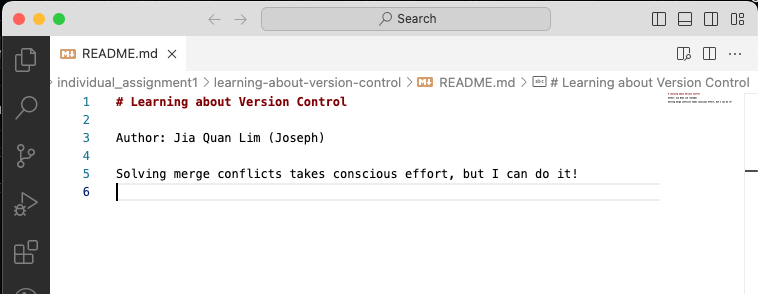 Search
README.md
individual_assignment1 > learning-about-version-control > README.md > # Learning about Version Control
1 # Learning about Version Control
2
3 Author: Jia Quan Lim (Joseph)
4
5 Solving merge conflicts takes conscious effort, but I can do it!
6